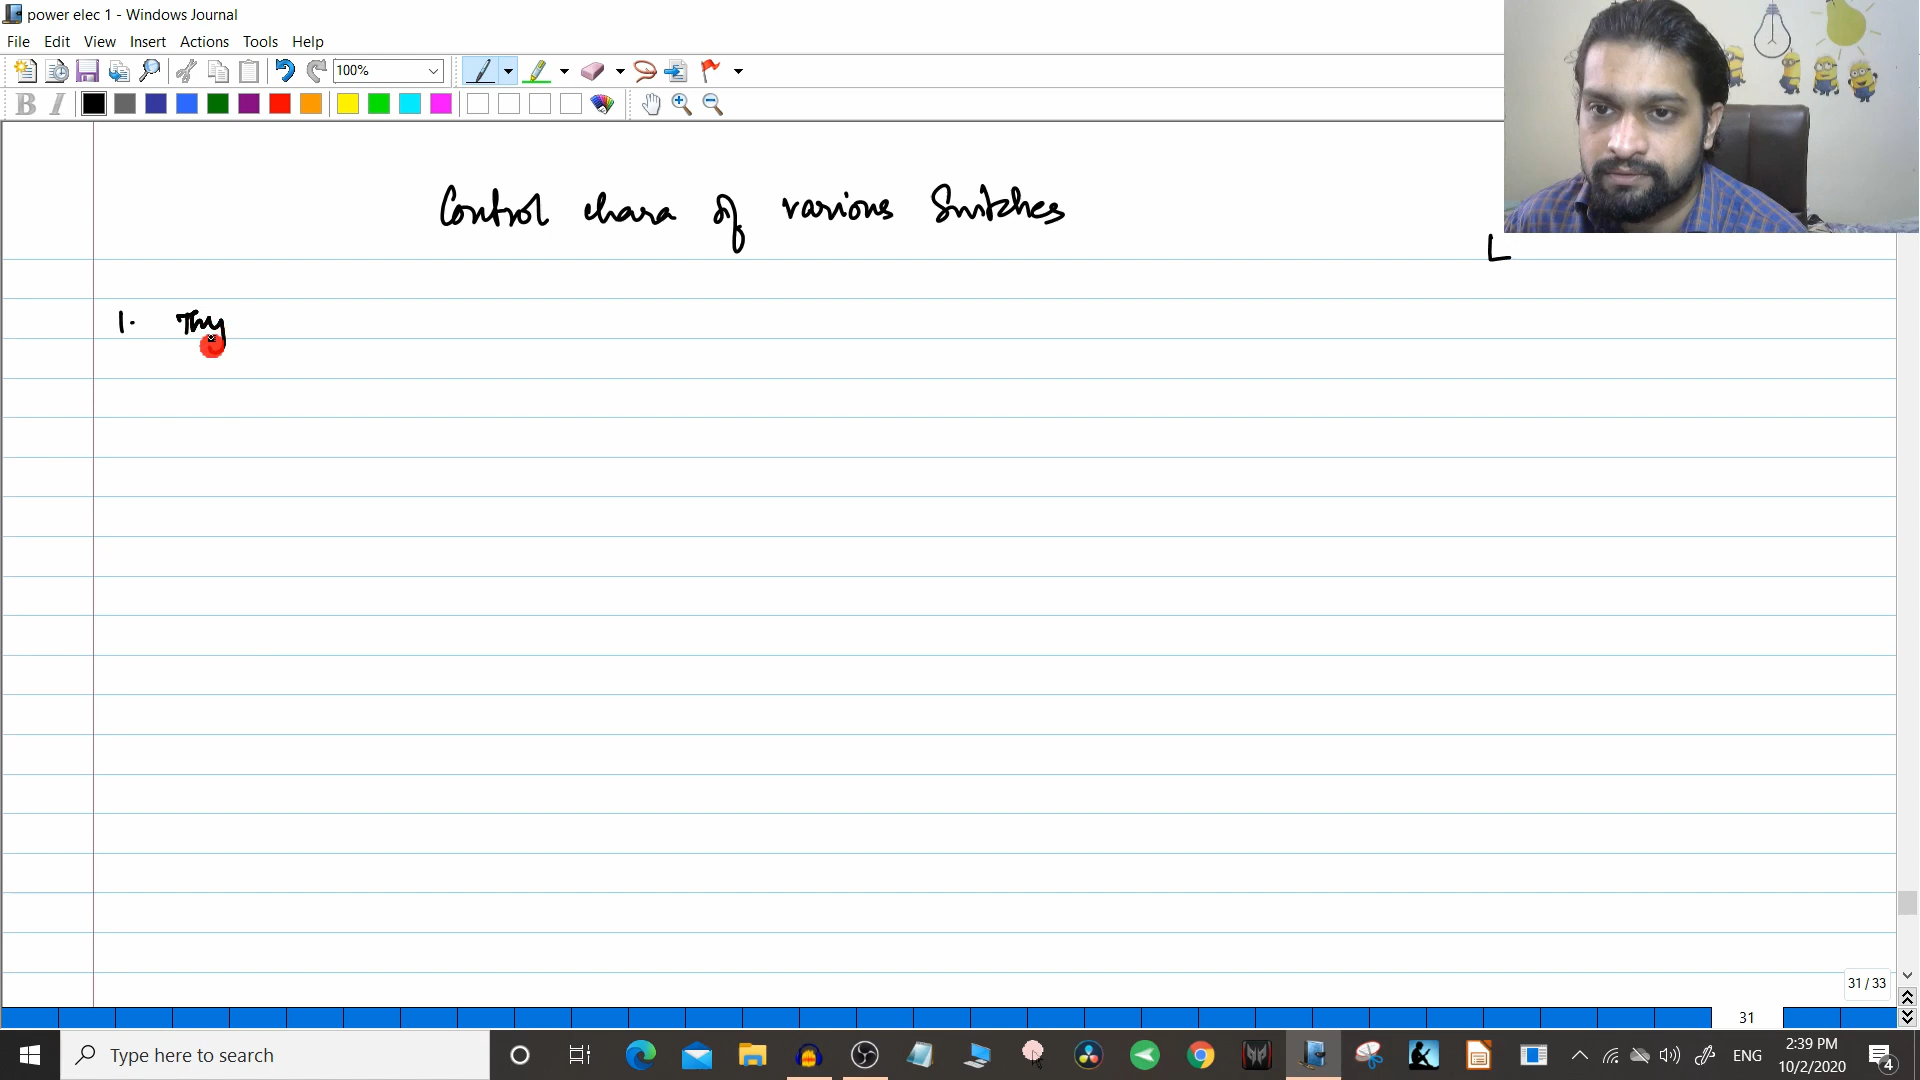 power elec 1 - Windows Journal
File Edit View Insert Actions Tools Help
100%
B I
Control chara of various Switches
L
1. Thy
31 / 33
31
Type here to search
ENG
2:39 PM
10/2/2020
4